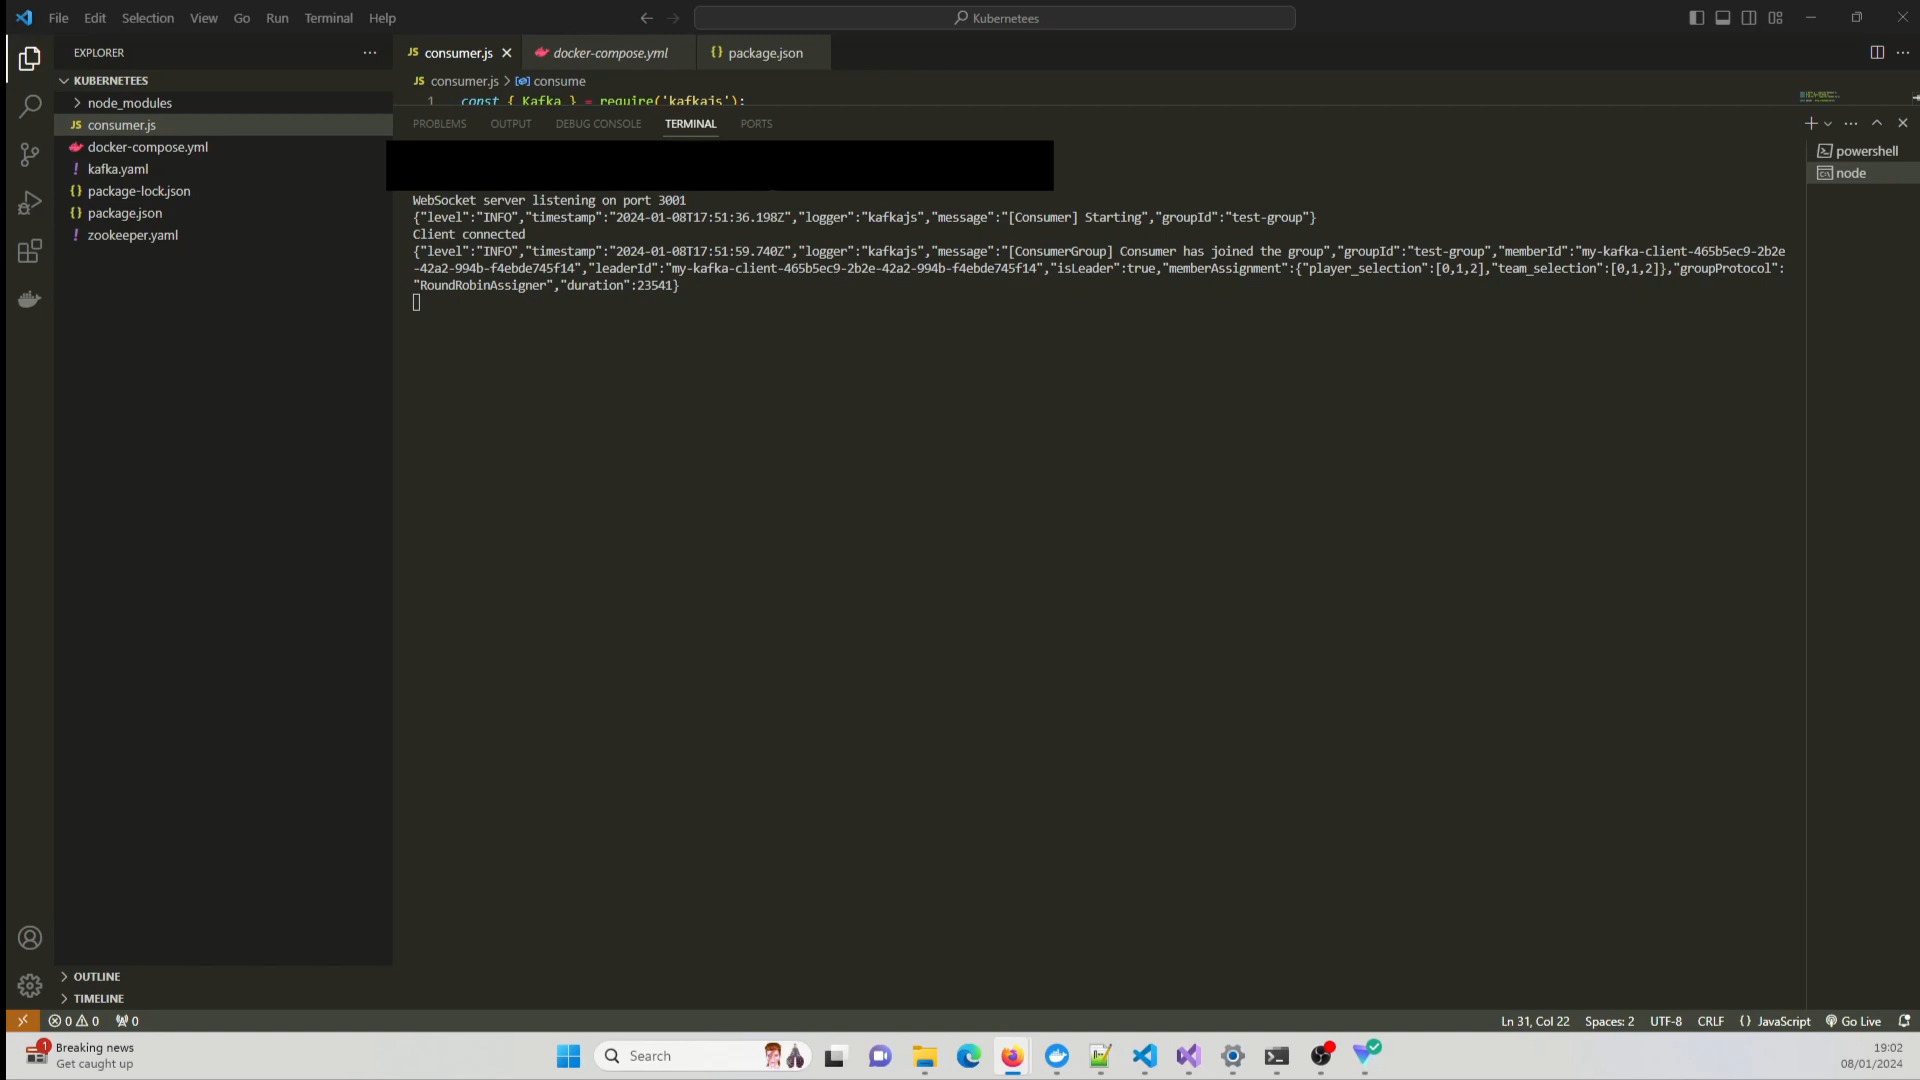 File Edit Selection View Go Run Terminal Help
Kubernetees
EXPLORER
KUBERNETEES
node_modules
JS consumer.js
docker-compose.yml
! kafka.yaml
{} package-lock.json
{} package.json
! zookeeper.yaml
OUTLINE
TIMELINE
JS consumer.js
docker-compose.yml
{} package.json
JS consumer.js > consume
1 const { Kafka } = require('kafkajs');
PROBLEMS OUTPUT DEBUG CONSOLE TERMINAL PORTS
WebSocket server listening on port 3001
{"level":"INFO","timestamp":"2024-01-08T17:51:36.198Z","logger":"kafkajs","message":"[Consumer] Starting","groupId":"test-group"}
Client connected
{"level":"INFO","timestamp":"2024-01-08T17:51:59.740Z","logger":"kafkajs","message":"[ConsumerGroup] Consumer has joined the group","groupId":"test-group","memberId":"my-kafka-client-465b5ec9-2b2e
-42a2-994b-f4ebde745f14","leaderId":"my-kafka-client-465b5ec9-2b2e-42a2-994b-f4ebde745f14","isLeader":true,"memberAssignment":{"player_selection":[0,1,2],"team_selection":[0,1,2]},"groupProtocol":
"RoundRobinAssigner","duration":23541}
powershell
node
0 0 0
Ln 31, Col 22 Spaces: 2 UTF-8 CRLF {} JavaScript Go Live
1
Breaking news
Get caught up
Search
19:02
08/01/2024